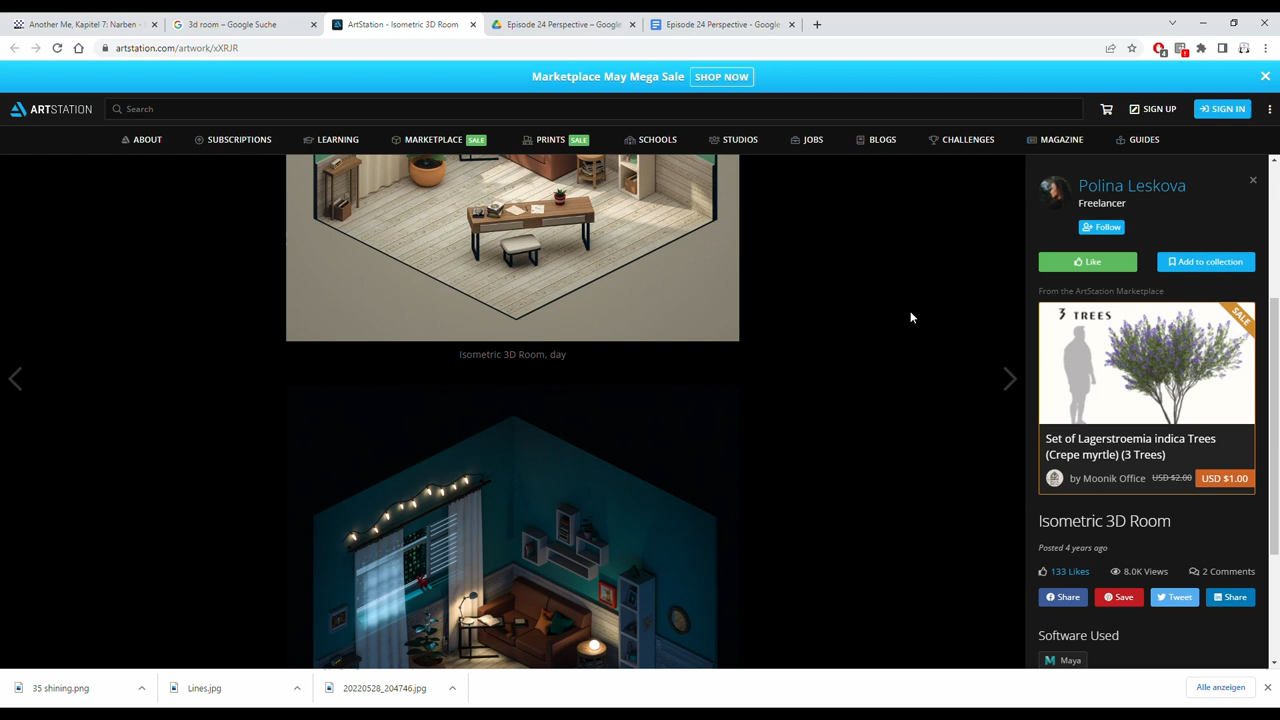 Another Me, Kapitel 7: Narben -
3d room – Google Suche
ArtStation - Isometric 3D Room
Episode 24 Perspective – Google
Episode 24 Perspective - Google
artstation.com/artwork/xXRJR
4
Marketplace May Mega Sale SHOP NOW
ARTSTATION
Search
SIGN UP
SIGN IN
ABOUT
SUBSCRIPTIONS
LEARNING
MARKETPLACE SALE
PRINTS SALE
SCHOOLS
STUDIOS
JOBS
BLOGS
CHALLENGES
MAGAZINE
GUIDES
Isometric 3D Room, day
Polina Leskova
Freelancer
Follow
Like
Add to collection
From the ArtStation Marketplace
3 TREES
SALE
Set of Lagerstroemia indica Trees
(Crepe myrtle) (3 Trees)
by Moonik Office USD $2.00 USD $1.00
Isometric 3D Room
Posted 4 years ago
133 Likes 8.0K Views 2 Comments
Share Save Tweet Share
Software Used
Maya
35 shining.png
Lines.jpg
20220528_204746.jpg
Alle anzeigen